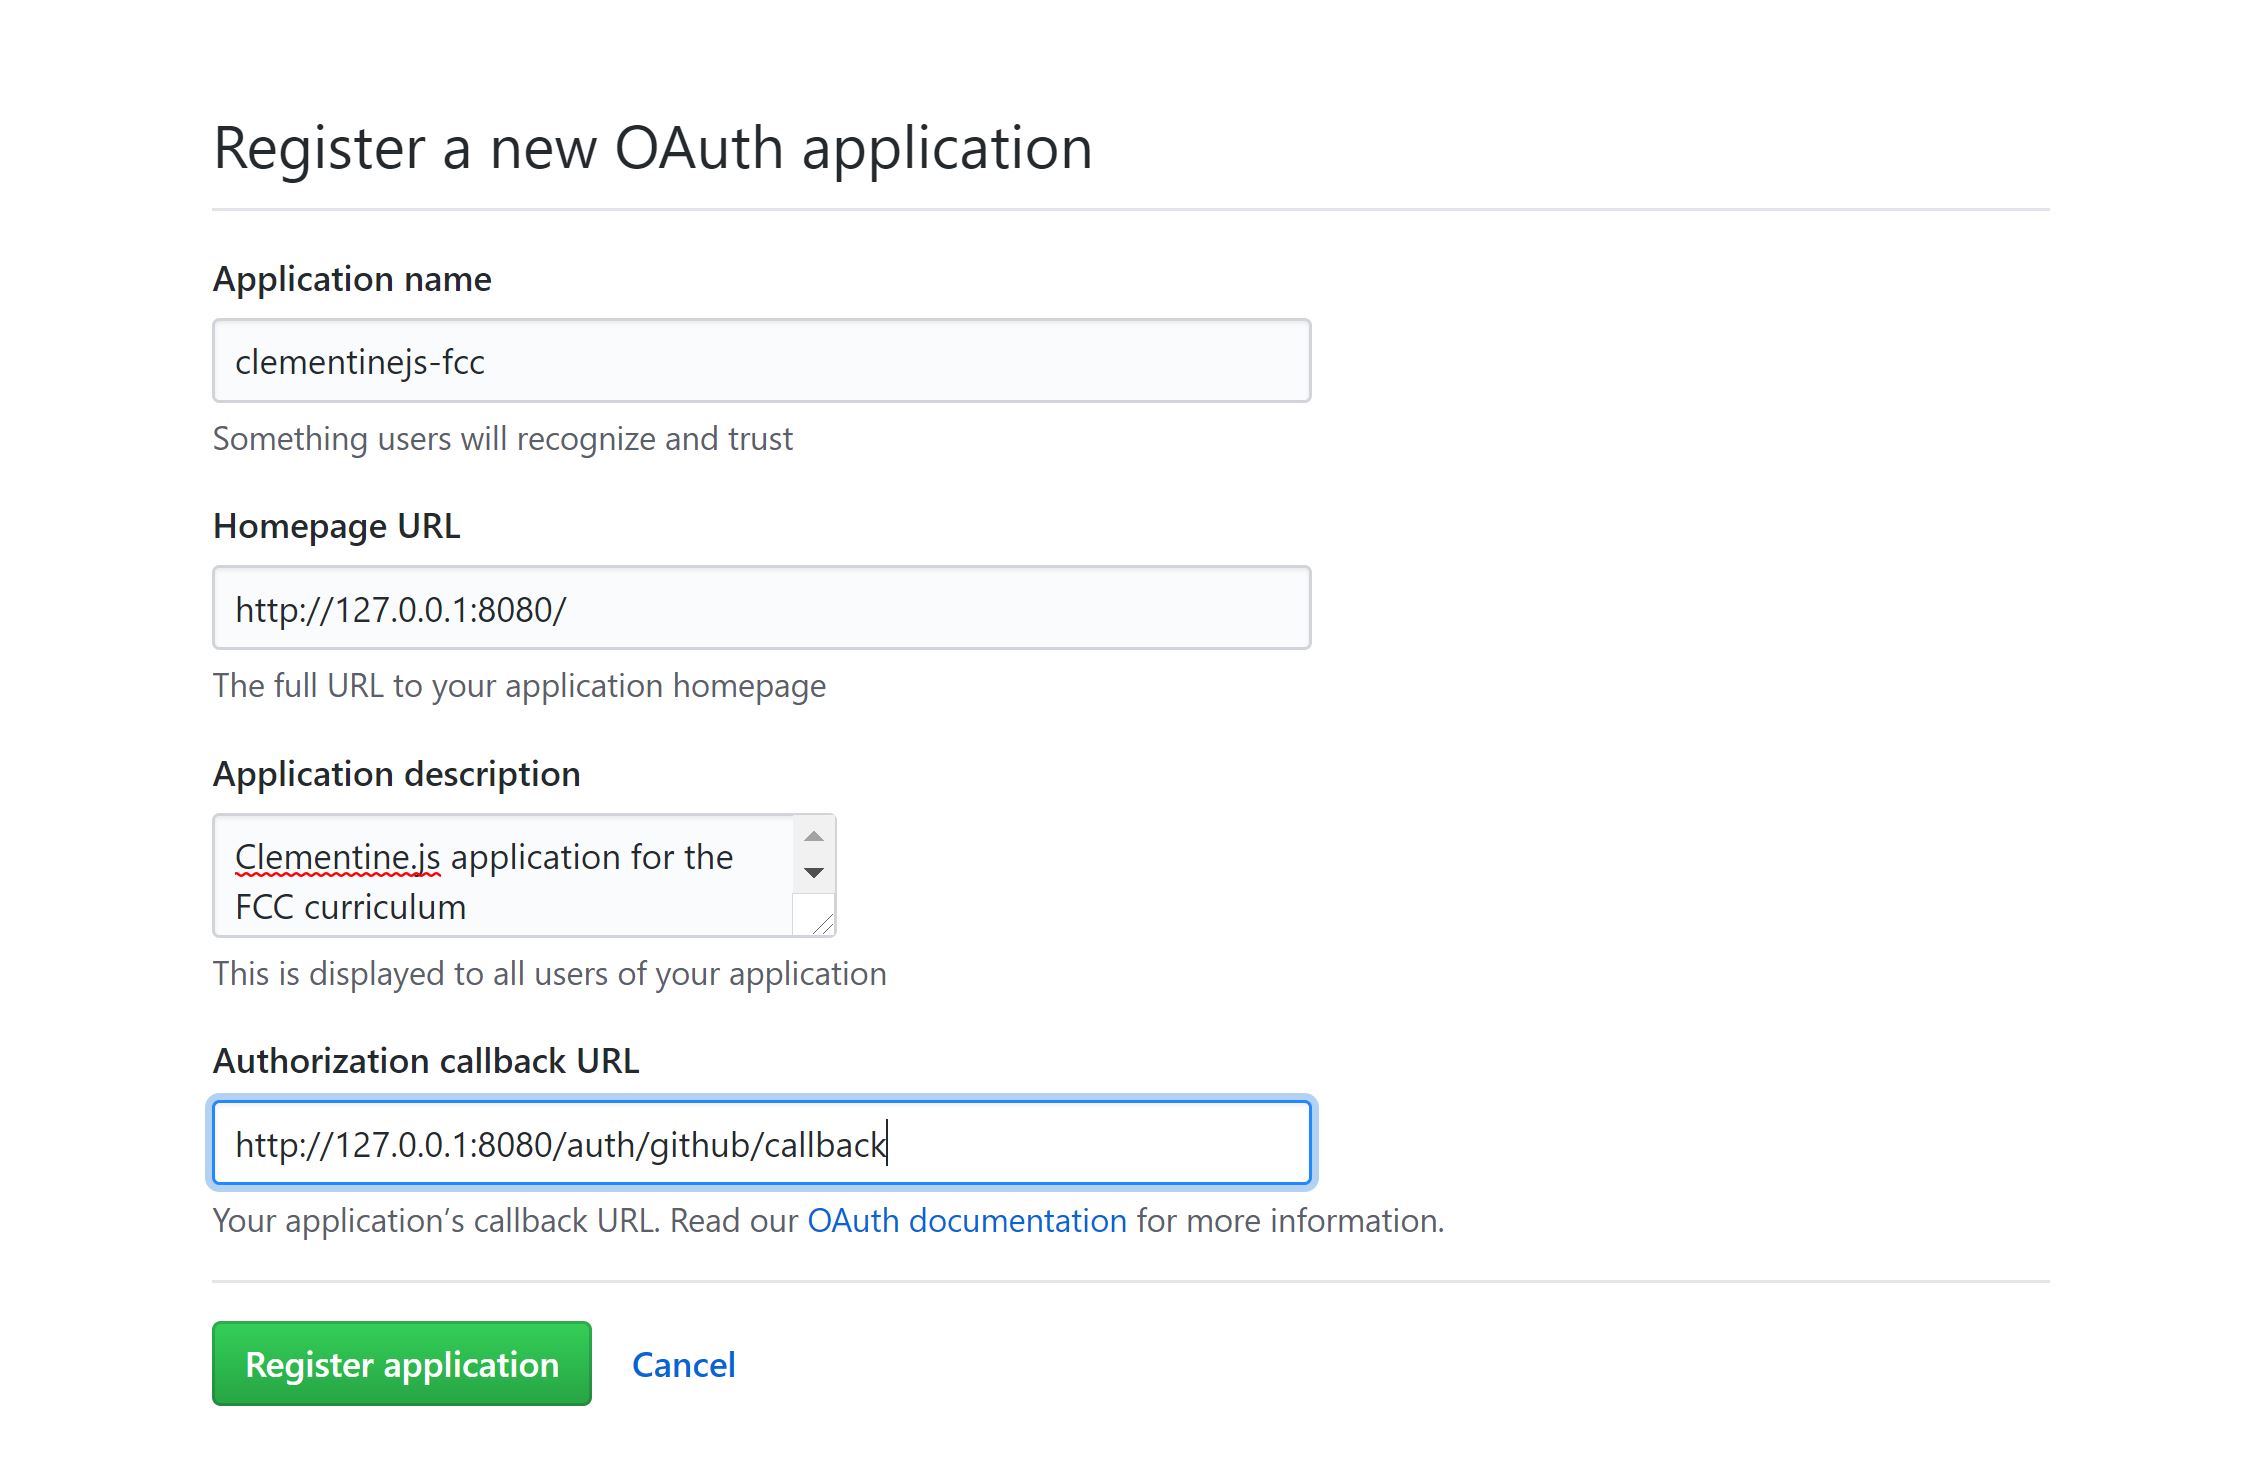 Register a new OAuth application
Application name
clementinejs-fcc
Something users will recognize and trust
Homepage URL
http://127.0.0.1:8080/
The full URL to your application homepage
Application description
Clementine.js application for the
FCC curriculum
This is displayed to all users of your application
Authorization callback URL
http://127.0.0.1:8080/auth/github/callback
Your application’s callback URL. Read our OAuth documentation for more information.
Register application Cancel